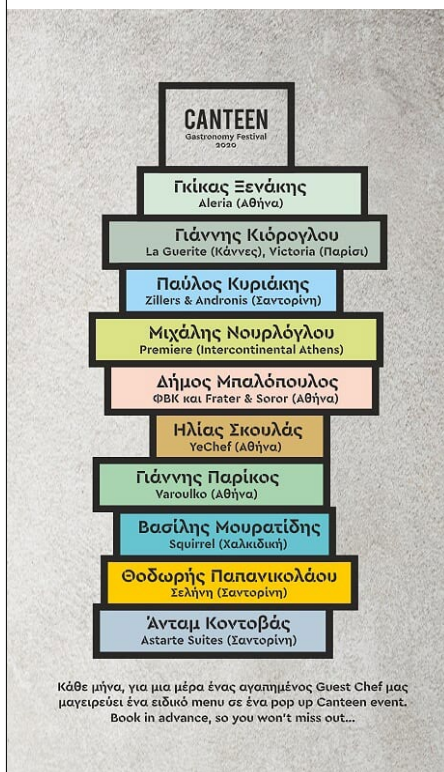 CANTEEN
Gastronomy Festival
2020
Γκίκας Ξενάκης
Aleria (Αθήνα)
Γιάννης Κιόρογλου
La Guerite (Κάννες), Victoria (Παρίσι)
Παύλος Κυριάκης
Zillers & Andronis (Σαντορίνη)
Μιχάλης Νουρλόγλου
Premiere (Intercontinental Athens)
Δήμος Μπαλόπουλος
ΦΒΚ και Frater & Soror (Αθήνα)
Ηλίας Σκουλάς
YeChef (Αθήνα)
Γιάννης Παρίκος
Varoulko (Αθήνα)
Βασίλης Μουρατίδης
Squirrel (Χαλκιδική)
Θοδωρής Παπανικολάου
Σελήνη (Σαντορίνη)
Άνταμ Κοντοβάς
Astarte Suites (Σαντορίνη)
Κάθε μήνα, για μια μέρα ένας αγαπημένος Guest Chef μας
μαγειρεύει ένα ειδικό menu σε ένα pop up Canteen event.
Book in advance, so you won't miss out...